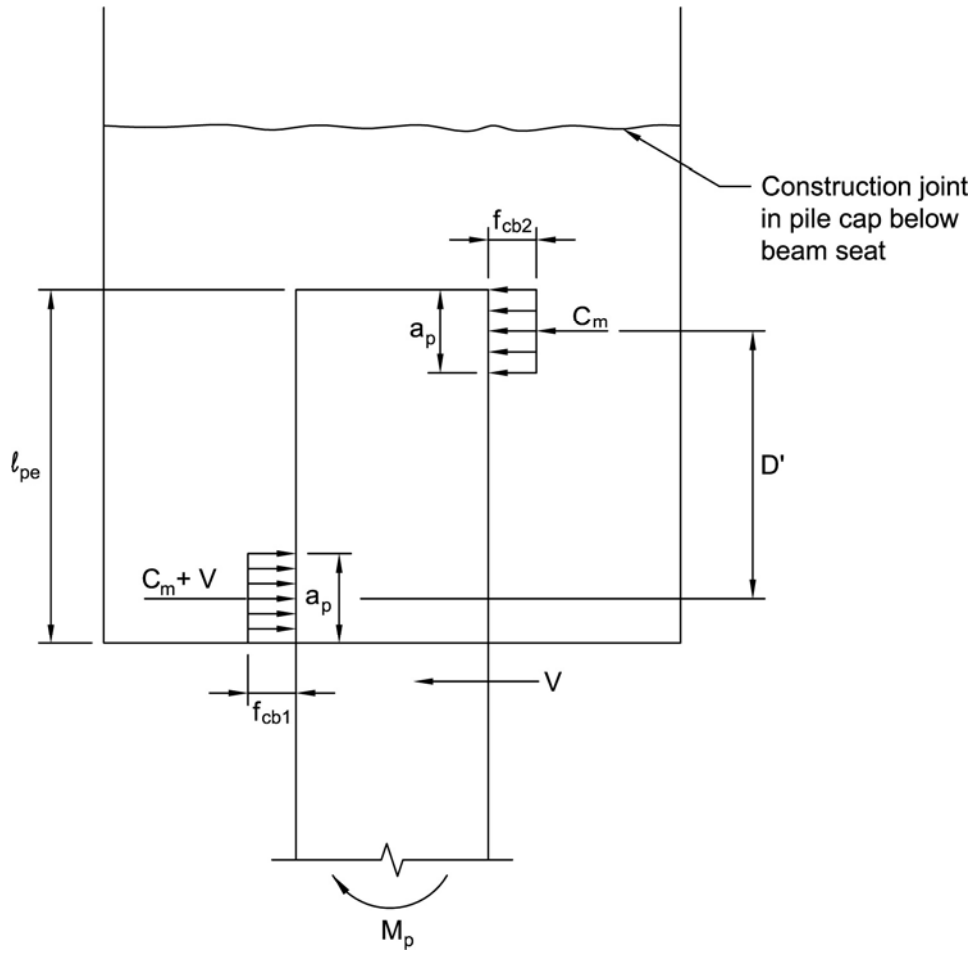 Construction joint
in pile cap below
beam seat
f_cb2
C_m
a_p
ℓ_pe
D'
C_m + V
a_p
V
f_cb1
M_p